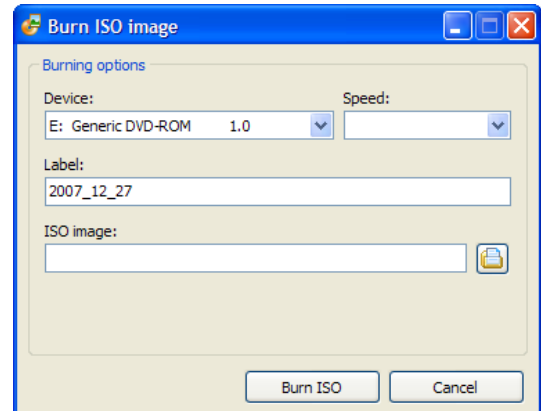 Burn ISO image
Burning options
Device: Speed:
E: Generic DVD-ROM 1.0
Label:
2007_12_27
ISO image:
Burn ISO Cancel